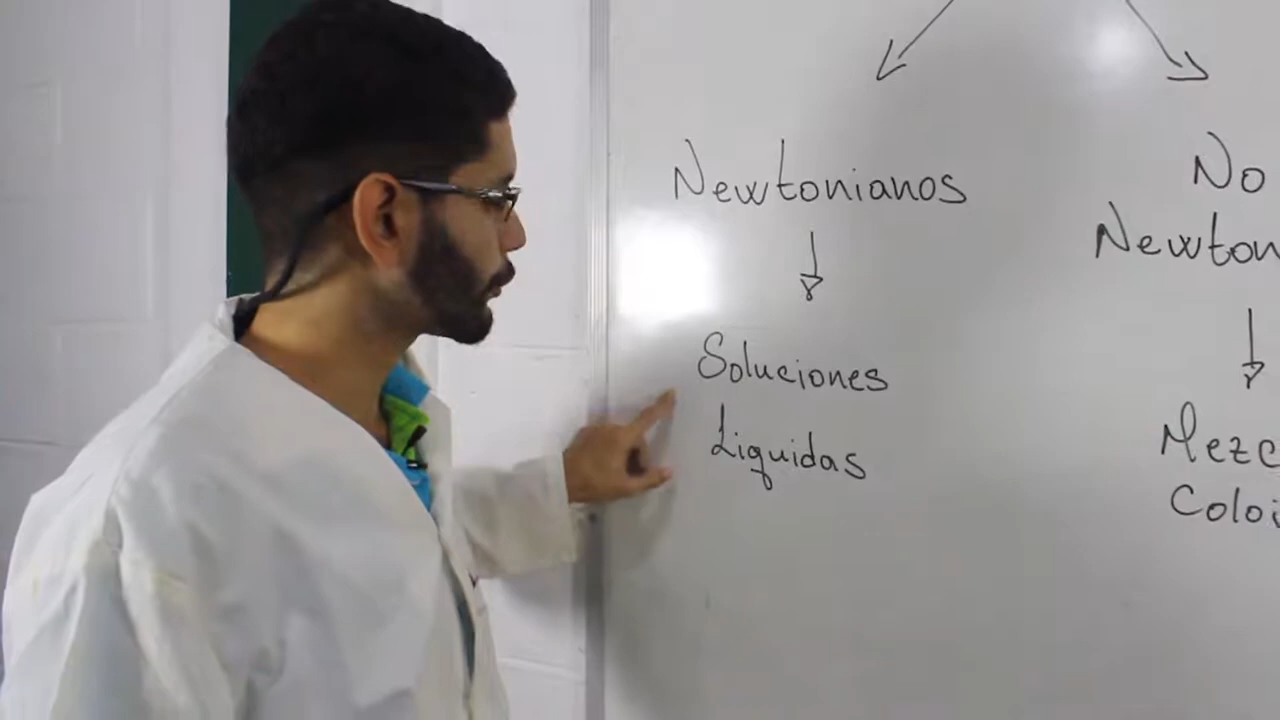 Newtonianos
Soluciones
Liquidas
No
Newton
Mezc
Coloi